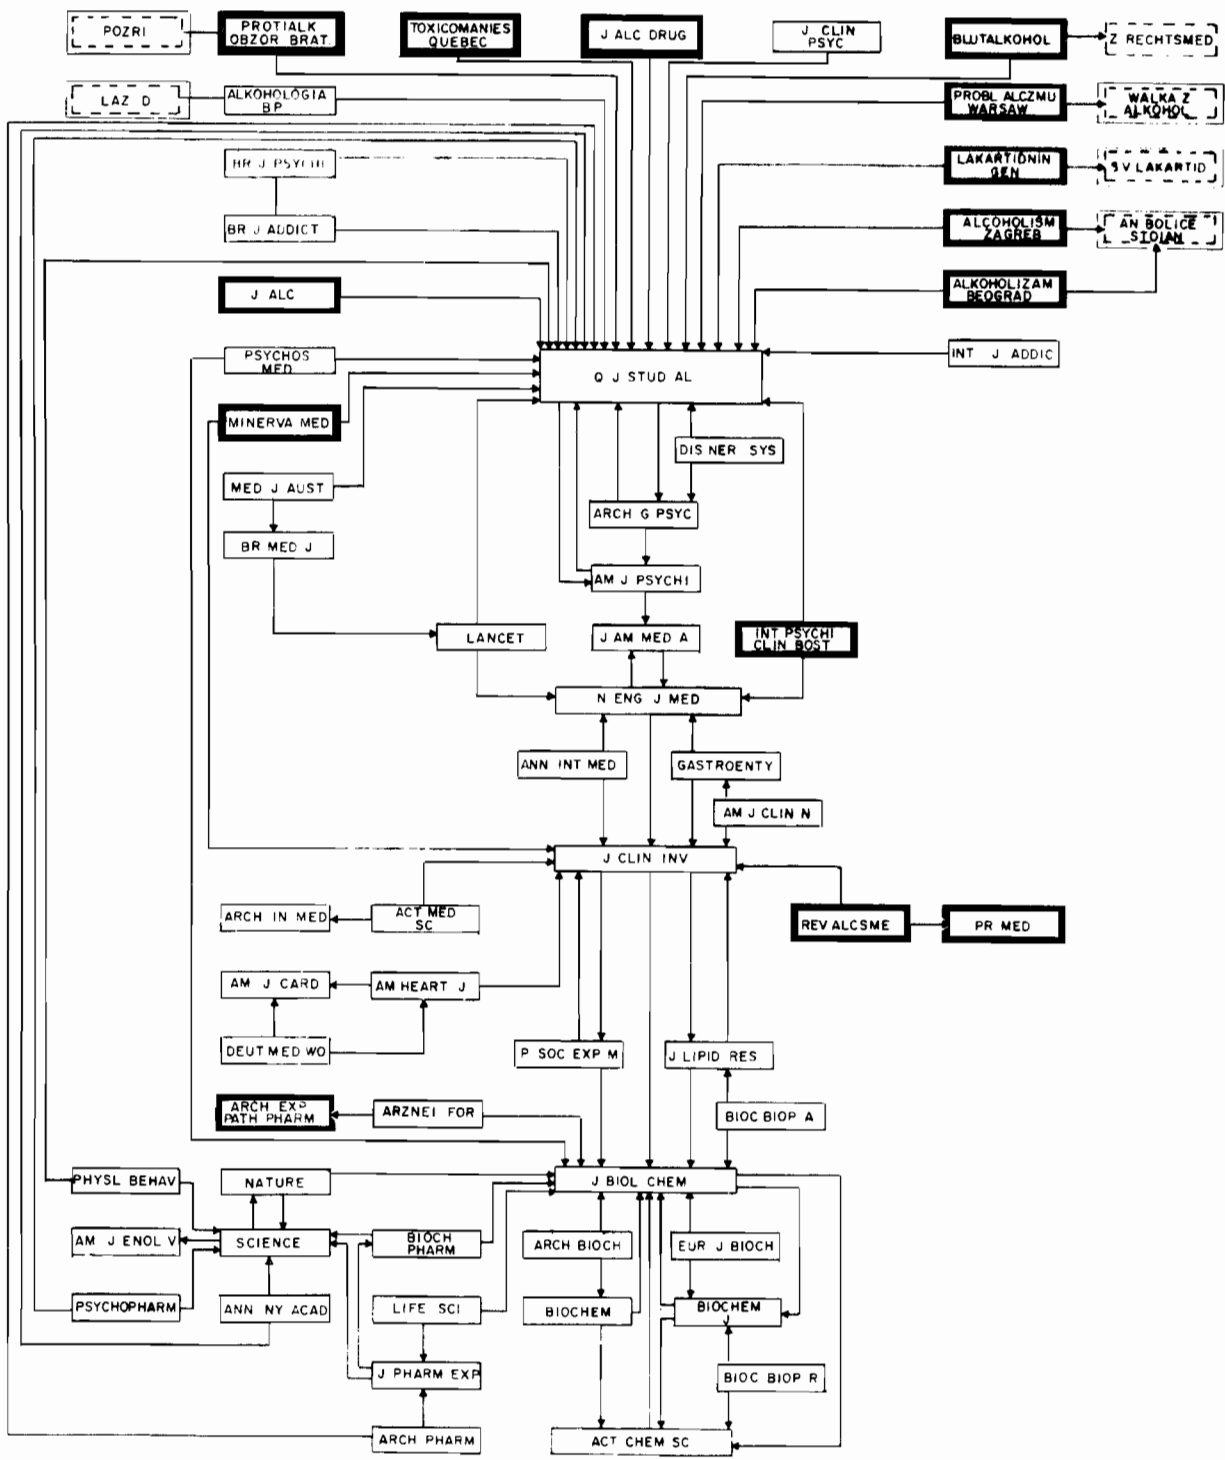 POZRI
PROTIALK
OBZOR BRAT.
TOXICOMANIES
QUEBEC
J ALC DRUG
J CLIN
PSYC
BLUTALKOHOL
Z RECHTSMED
LAZ D
ALKOHOLOGIA
BP
PROBL ALCZMU
WARSAW
WALKA Z
ALKOHOL
BR J PSYCHI
LAKARTIDNIN
GEN
SV LAKARTID
BR J ADDICT
ALCOHOLISM
ZAGREB
AN BOLICE
STOJAN
J ALC
ALKOHOLIZAM
BEOGRAD
PSYCHOS
MED
Q J STUD AL
INT J ADDIC
MINERVA MED
DIS NER SYS
MED J AUST
ARCH G PSYC
BR MED J
AM J PSYCHI
LANCET
J AM MED A
INT PSYCHI
CLIN BOST
N ENG J MED
ANN INT MED
GASTROENTY
AM J CLIN N
J CLIN INV
ARCH IN MED
ACT MED
SC
REV ALCSME
PR MED
AM J CARD
AM HEART J
DEUT MED WO
P SOC EXP M
J LIPID RES
ARCH EXP
PATH PHARM
ARZNEI FOR
BIOC BIOP A
PHYSL BEHAV
NATURE
J BIOL CHEM
AM J ENOL V
SCIENCE
BIOCH
PHARM
ARCH BIOCH
EUR J BIOCH
PSYCHOPHARM
ANN NY ACAD
LIFE SCI
BIOCHEM
BIOCHEM
J
J PHARM EXP
BIOC BIOP R
ARCH PHARM
ACT CHEM SC